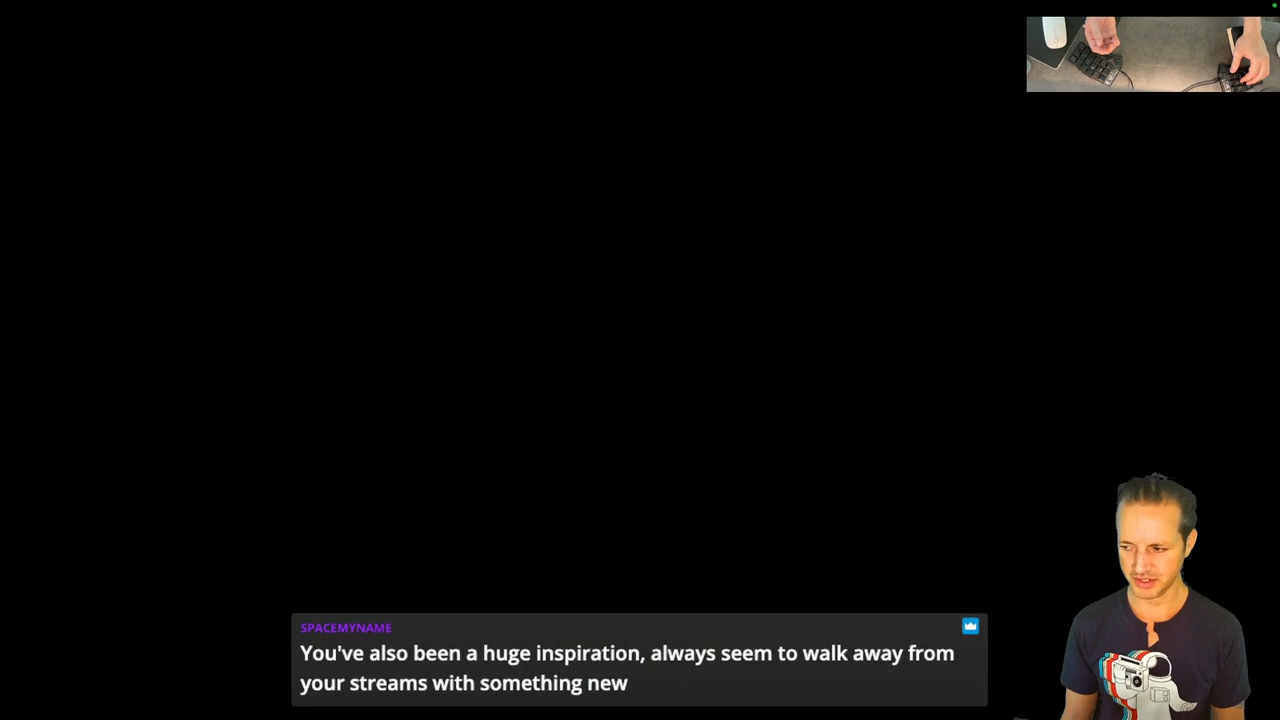 SPACEMYNAME
You've also been a huge inspiration, always seem to walk away from
your streams with something new